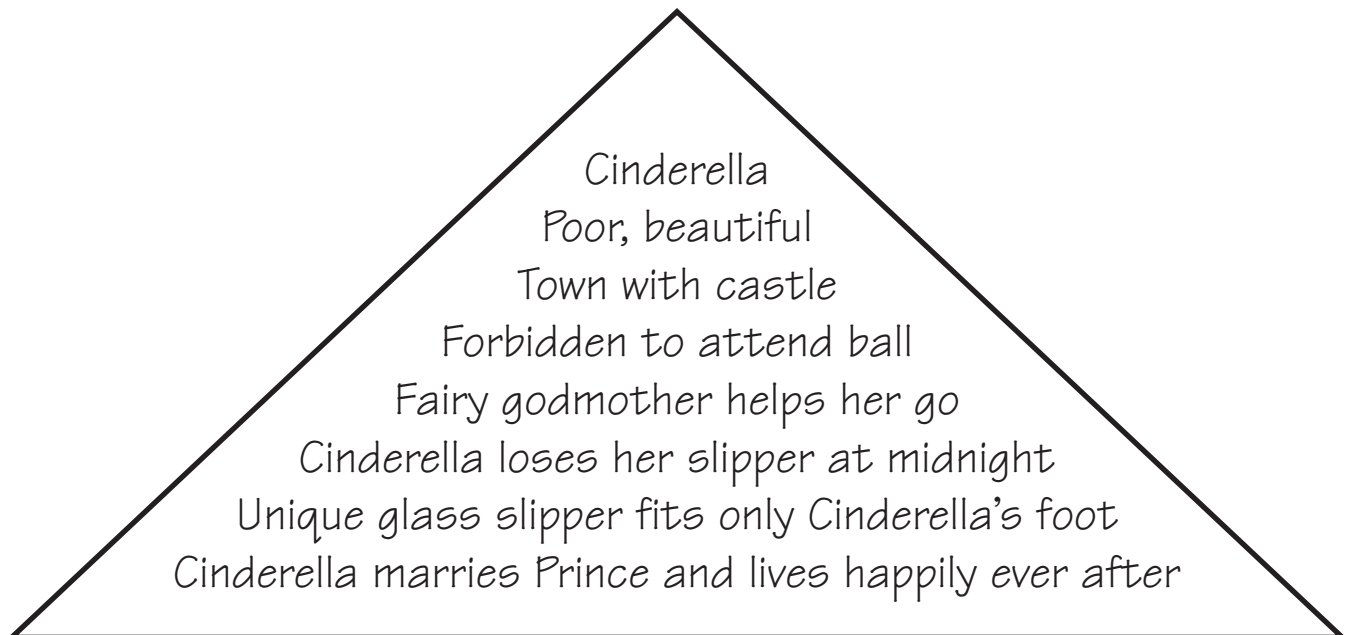 Cinderella
Poor, beautiful
Town with castle
Forbidden to attend ball
Fairy godmother helps her go
Cinderella loses her slipper at midnight
Unique glass slipper fits only Cinderella’s foot
Cinderella marries Prince and lives happily ever after